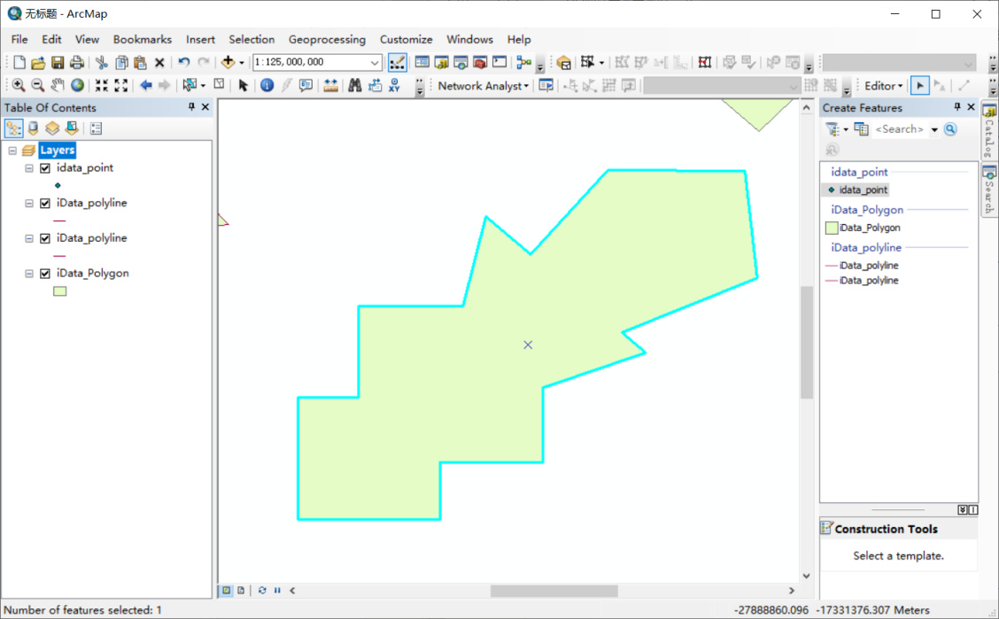 无标题 - ArcMap
File Edit View Bookmarks Insert Selection Geoprocessing Customize Windows Help
1:125,000,000
Network Analyst Editor
Table Of Contents
Layers
idata_point
iData_polyline
iData_polyline
iData_Polygon
Create Features
<Search>
idata_point
idata_point
iData_Polygon
iData_Polygon
iData_polyline
iData_polyline
iData_polyline
Construction Tools
Select a template.
Catalog
Search
Number of features selected: 1
-27888860.096 -17331376.307 Meters